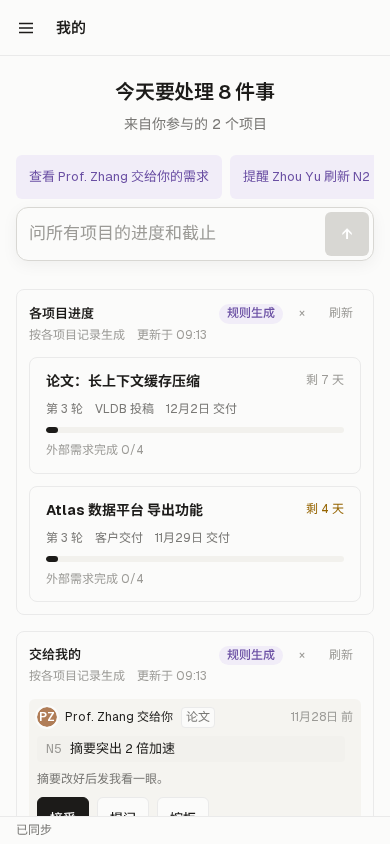 我的
今天要处理 8 件事
来自你参与的 2 个项目
查看 Prof. Zhang 交给你的需求
提醒 Zhou Yu 刷新 N2
问所有项目的进度和截止
各项目进度 规则生成 × 刷新
按各项目记录生成 更新于 09:13
论文：长上下文缓存压缩 剩 7 天
第 3 轮 VLDB 投稿 12月2日 交付
外部需求完成 0/4
Atlas 数据平台 导出功能 剩 4 天
第 3 轮 客户交付 11月29日 交付
外部需求完成 0/4
交给我的 规则生成 × 刷新
按各项目记录生成 更新于 09:13
PZ Prof. Zhang 交给你 论文 11月28日 前
N5 摘要突出 2 倍加速
摘要改好后发我看一眼。
已同步